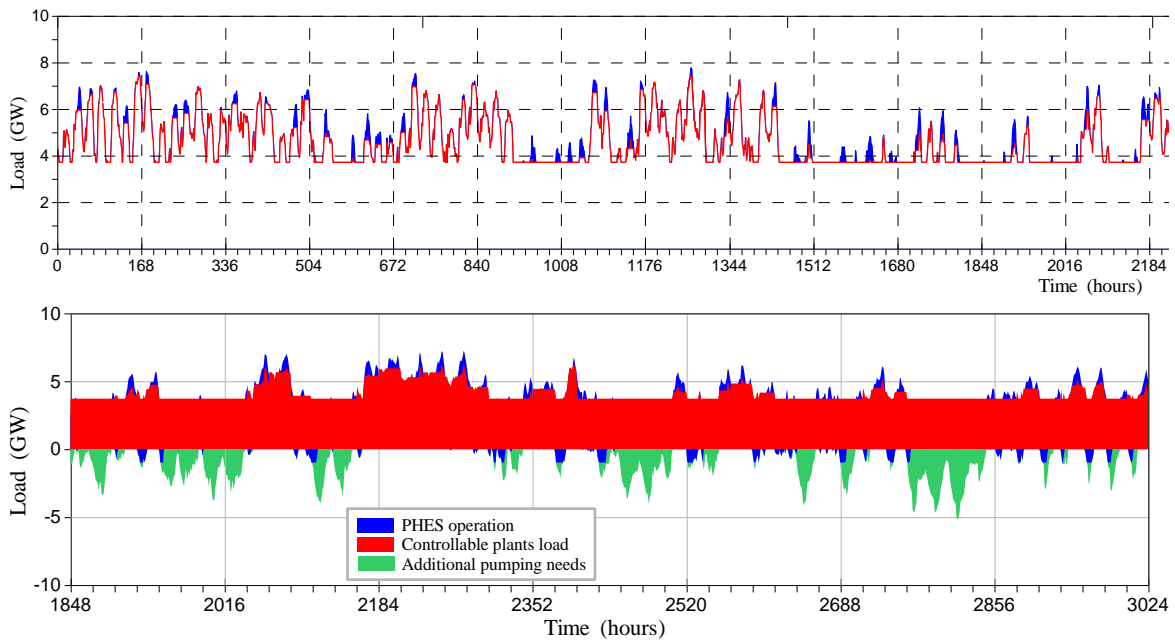 10
8
6
4
2
0
Load (GW)
0 168 336 504 672 840 1008 1176 1344 1512 1680 1848 2016 2184
Time (hours)
10
5
0
-5
-10
Load (GW)
PHES operation
Controllable plants load
Additional pumping needs
1848 2016 2184 2352 2520 2688 2856 3024
Time (hours)